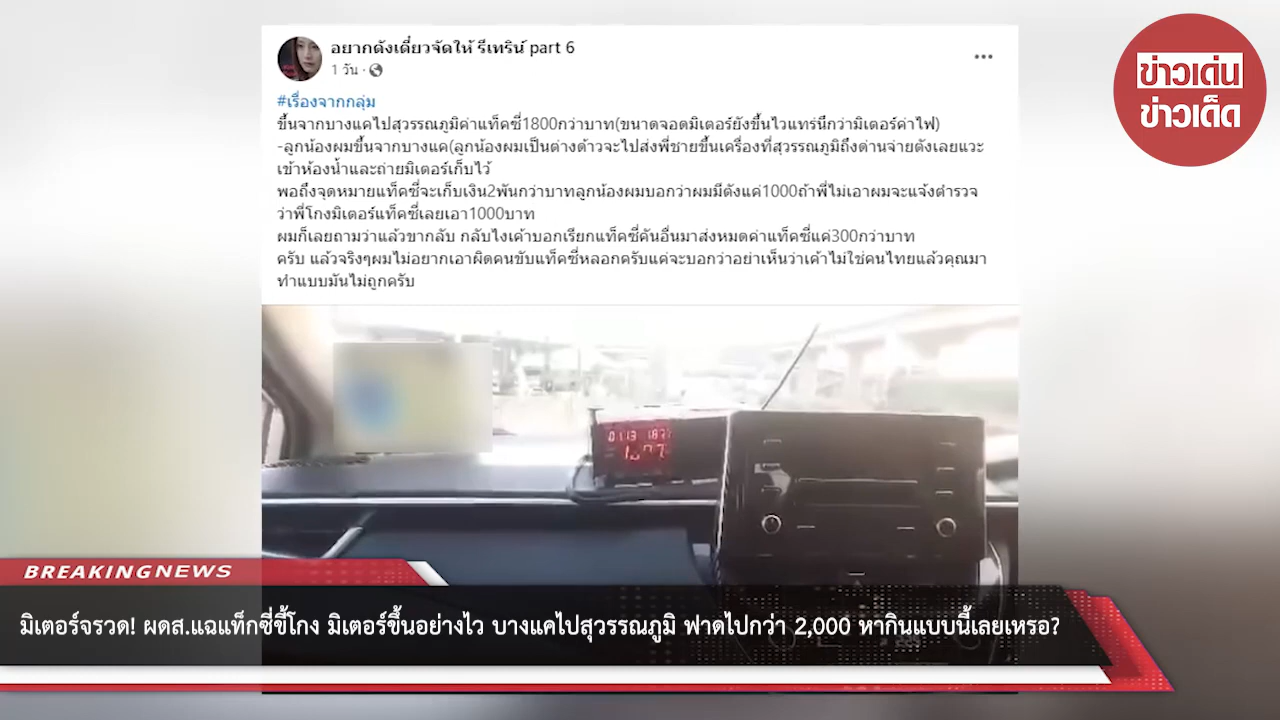 อยากดังเดี๋ยวจัดให้ รีเทริน์ part 6
1 วัน
#เรื่องจากกลุ่ม
ขึ้นจากบางแคไปสุวรรณภูมิค่าแท็คซี่1800กว่าบาท(ขนาดจอดมิเตอร์ยังขึ้นไวแทรนึกว่ามิเตอร์ค่าไฟ)
-ลูกน้องผมขึ้นจากบางแค(ลูกน้องผมเป็นต่างด้าวจะไปส่งพี่ชายขึ้นเครื่องที่สุวรรณภูมิถึงด่านจ่ายตังเลยแวะ
เข้าห้องน้ำและถ่ายมิเตอร์เก็บไว้
พอถึงจุดหมายแท็คซี่จะเก็บเงิน2พันกว่าบาทลูกน้องผมบอกว่าผมมีตังแค่1000ถ้าพี่ไม่เอาผมจะแจ้งตำรวจ
ว่าพี่โกงมิเตอร์แท็คซี่เลยเอา1000บาท
ผมก็เลยถามว่าแล้วขากลับ กลับไงเค้าบอกเรียกแท็คซี่คันอื่นมาส่งหมดค่าแท็คซี่แค่300กว่าบาท
ครับ แล้วจริงๆผมไม่อยากเอาผิดคนขับแท็คซี่หลอกครับแค่จะบอกว่าอย่าเห็นว่าเค้าไม่ใช่คนไทยแล้วคุณมา
ทำแบบมันไม่ถูกครับ
ข่าวเด่น
ข่าวเด็ด
BREAKING NEWS
มิเตอร์จรวด! ผดส.แฉแท็กซี่ขี้โกง มิเตอร์ขึ้นอย่างไว บางแคไปสุวรรณภูมิ ฟาดไปกว่า 2,000 หากินแบบนี้เลยเหรอ?